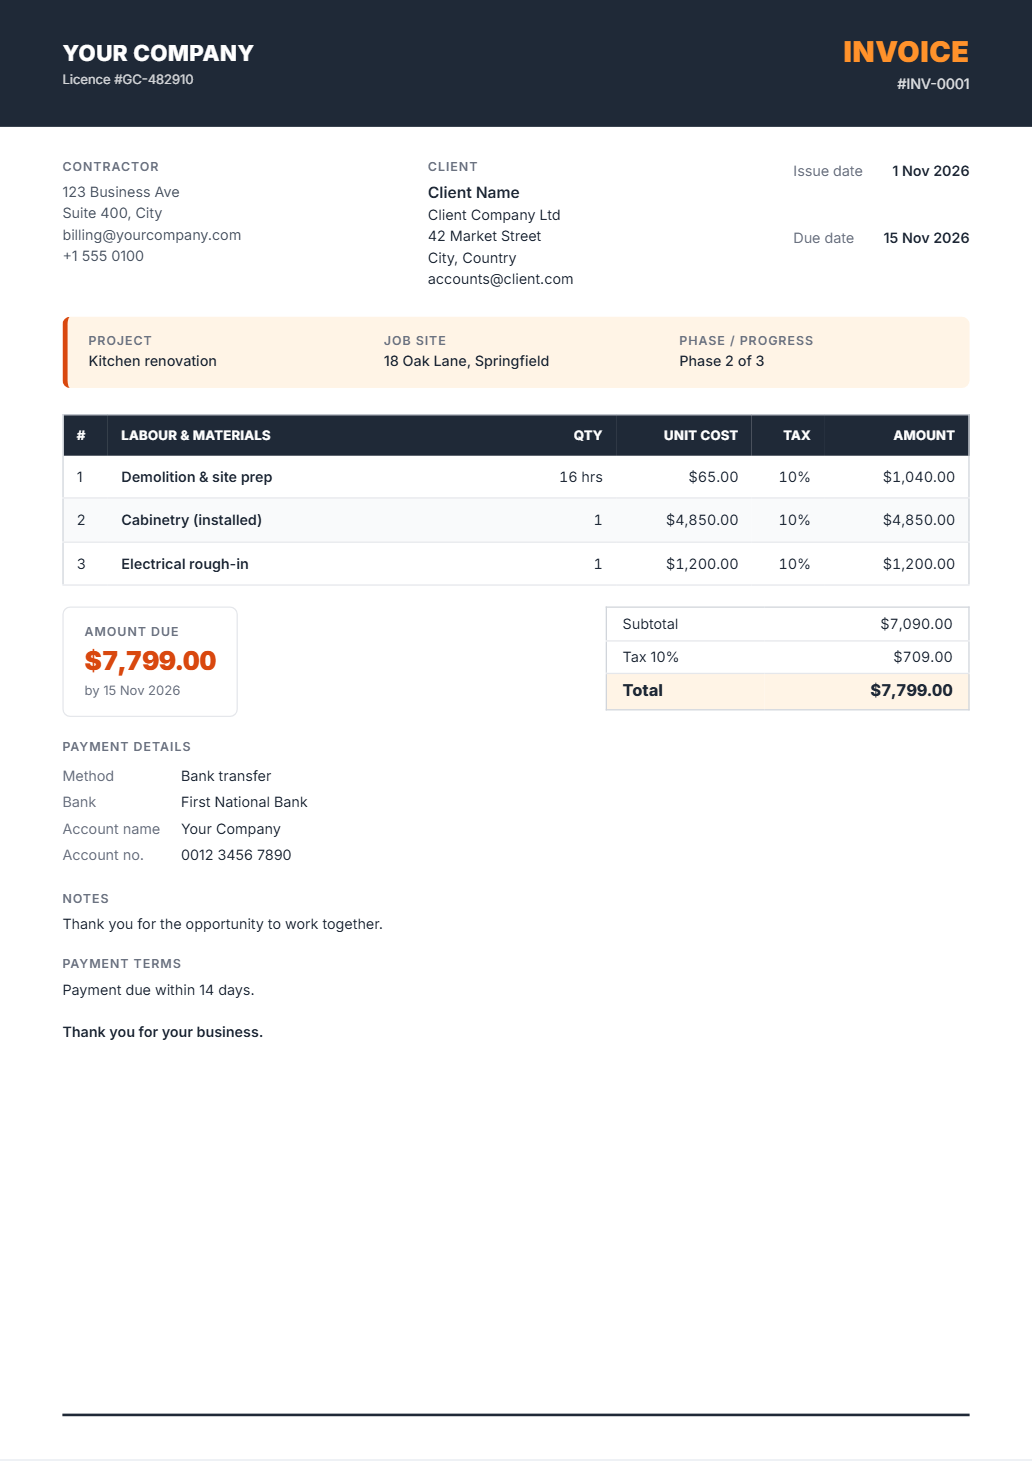 YOUR COMPANY
Licence #GC-482910
INVOICE
#INV-0001
CONTRACTOR
123 Business Ave
Suite 400, City
billing@yourcompany.com
+1 555 0100
CLIENT
Client Name
Client Company Ltd
42 Market Street
City, Country
accounts@client.com
Issue date 1 Nov 2026
Due date 15 Nov 2026
PROJECT
Kitchen renovation
JOB SITE
18 Oak Lane, Springfield
PHASE / PROGRESS
Phase 2 of 3
# LABOUR & MATERIALS QTY UNIT COST TAX AMOUNT
1 Demolition & site prep 16 hrs $65.00 10% $1,040.00
2 Cabinetry (installed) 1 $4,850.00 10% $4,850.00
3 Electrical rough-in 1 $1,200.00 10% $1,200.00
AMOUNT DUE
$7,799.00
by 15 Nov 2026
Subtotal $7,090.00
Tax 10% $709.00
Total $7,799.00
PAYMENT DETAILS
Method Bank transfer
Bank First National Bank
Account name Your Company
Account no. 0012 3456 7890
NOTES
Thank you for the opportunity to work together.
PAYMENT TERMS
Payment due within 14 days.
Thank you for your business.